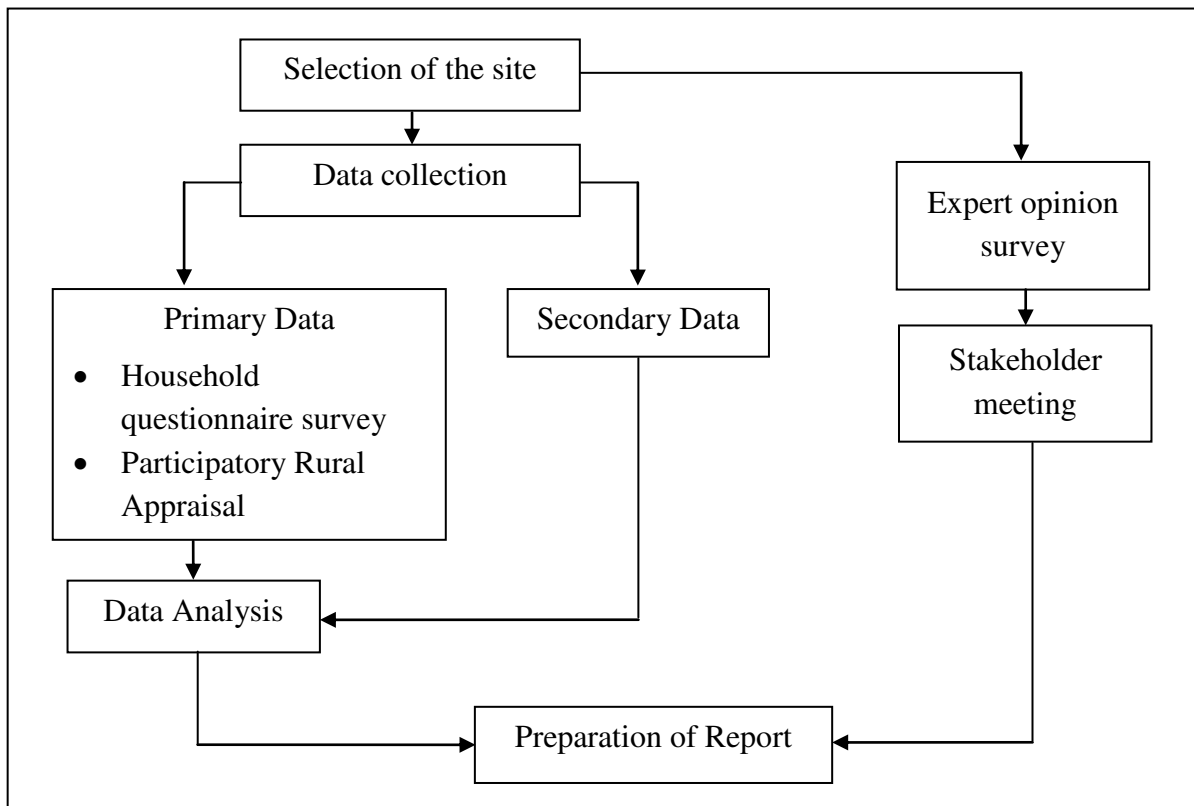 Selection of the site
Data collection
Expert opinion
survey
Primary Data
• Household
questionnaire survey
• Participatory Rural
Appraisal
Secondary Data
Stakeholder
meeting
Data Analysis
Preparation of Report